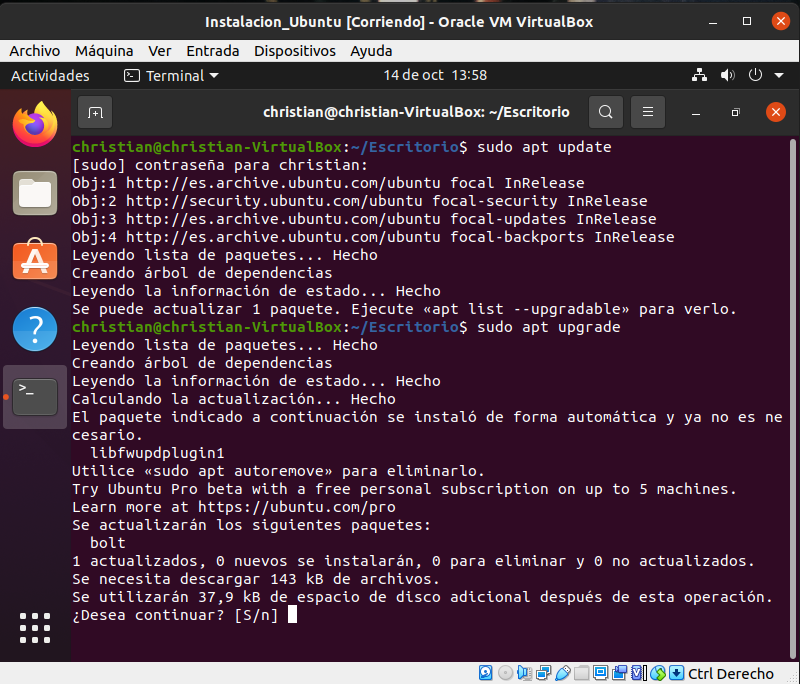 Instalacion_Ubuntu [Corriendo] - Oracle VM VirtualBox
Archivo Máquina Ver Entrada Dispositivos Ayuda
Actividades Terminal 14 de oct 13:58
christian@christian-VirtualBox: ~/Escritorio
christian@christian-VirtualBox:~/Escritorio$ sudo apt update
[sudo] contraseña para christian:
Obj:1 http://es.archive.ubuntu.com/ubuntu focal InRelease
Obj:2 http://security.ubuntu.com/ubuntu focal-security InRelease
Obj:3 http://es.archive.ubuntu.com/ubuntu focal-updates InRelease
Obj:4 http://es.archive.ubuntu.com/ubuntu focal-backports InRelease
Leyendo lista de paquetes... Hecho
Creando árbol de dependencias
Leyendo la información de estado... Hecho
Se puede actualizar 1 paquete. Ejecute «apt list --upgradable» para verlo.
christian@christian-VirtualBox:~/Escritorio$ sudo apt upgrade
Leyendo lista de paquetes... Hecho
Creando árbol de dependencias
Leyendo la información de estado... Hecho
Calculando la actualización... Hecho
El paquete indicado a continuación se instaló de forma automática y ya no es ne
cesario.
libfwupdplugin1
Utilice «sudo apt autoremove» para eliminarlo.
Try Ubuntu Pro beta with a free personal subscription on up to 5 machines.
Learn more at https://ubuntu.com/pro
Se actualizarán los siguientes paquetes:
bolt
1 actualizados, 0 nuevos se instalarán, 0 para eliminar y 0 no actualizados.
Se necesita descargar 143 kB de archivos.
Se utilizarán 37,9 kB de espacio de disco adicional después de esta operación.
¿Desea continuar? [S/n]
Ctrl Derecho